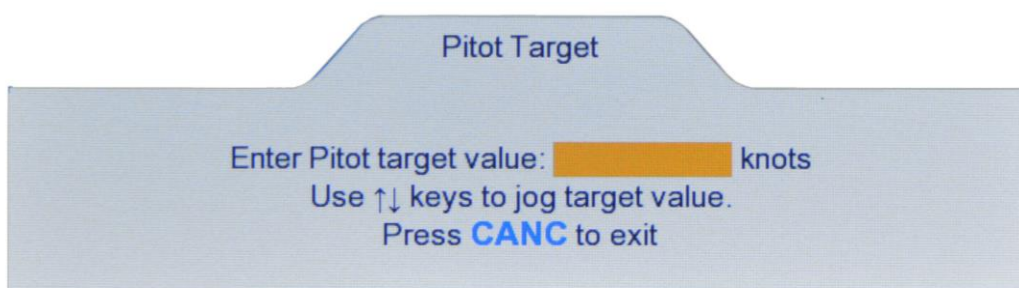 Pitot Target
Enter Pitot target value: knots
Use ↑↓ keys to jog target value.
Press CANC to exit